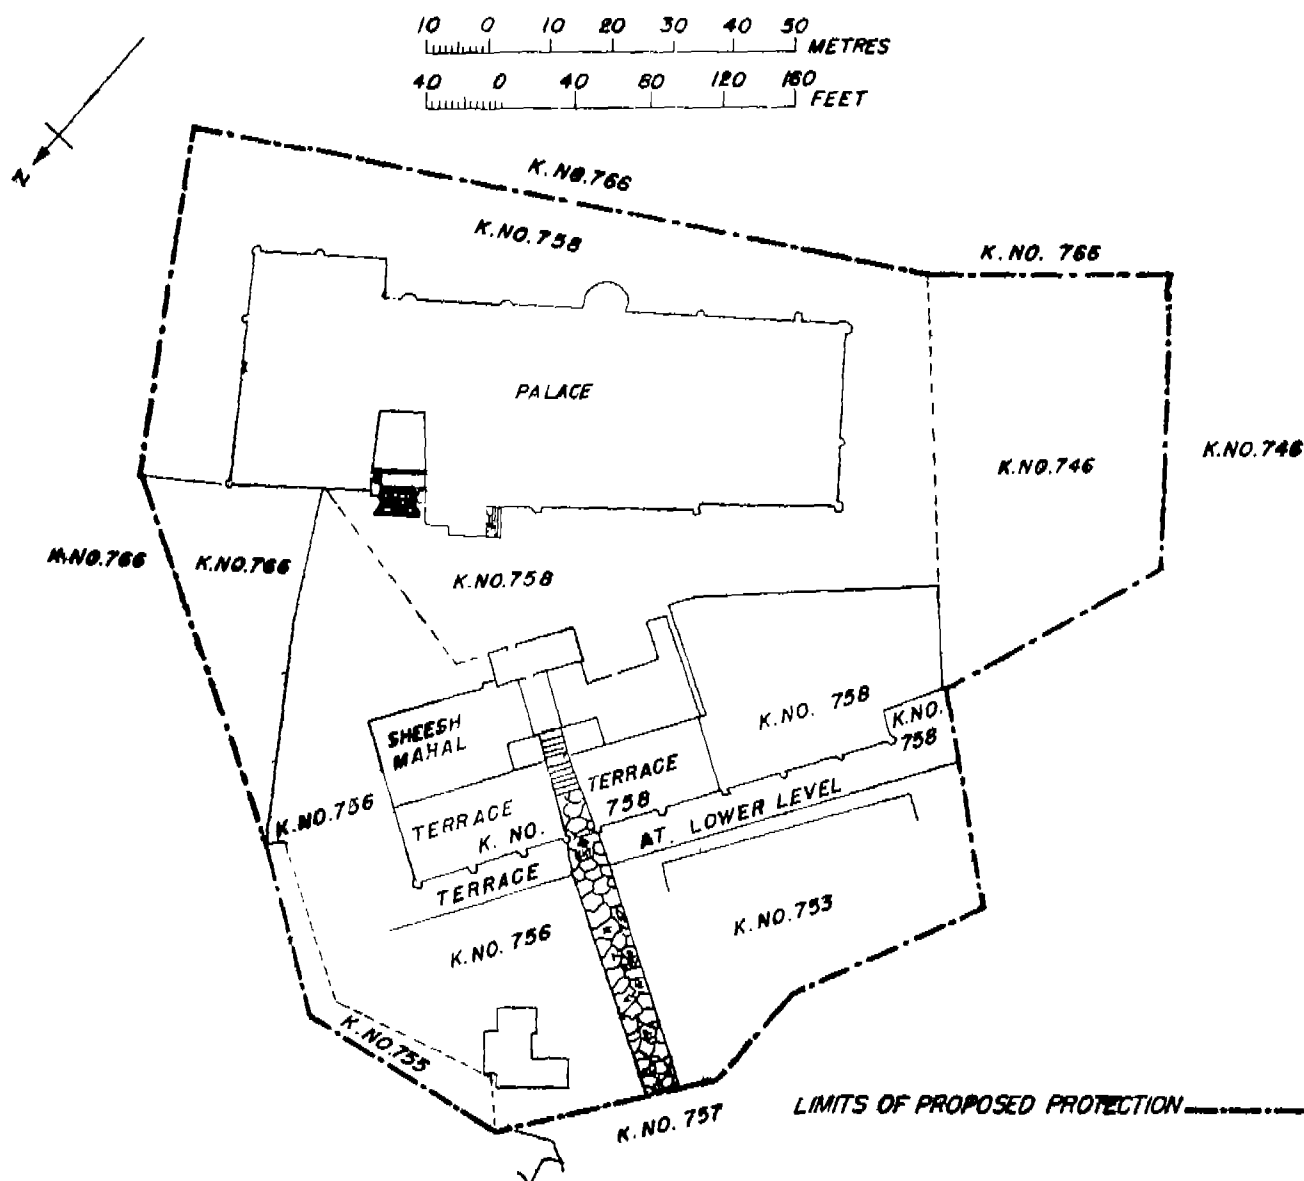 10 0 10 20 30 40 50
METRES
40 0 40 80 120 160
FEET
N
K. NO. 766
K. NO. 758
K. NO. 766
PALACE
K. NO. 746
K. NO. 746
K. NO. 766
K. NO. 766
K. NO. 758
K. NO. 758
K. NO.
758
SHEESH
MAHAL
TERRACE
758
K. NO. 756
TERRACE
K. NO.
AT. LOWER LEVEL
TERRACE
K. NO. 753
K. NO. 756
K. NO. 755
LIMITS OF PROPOSED PROTECTION
K. NO. 757